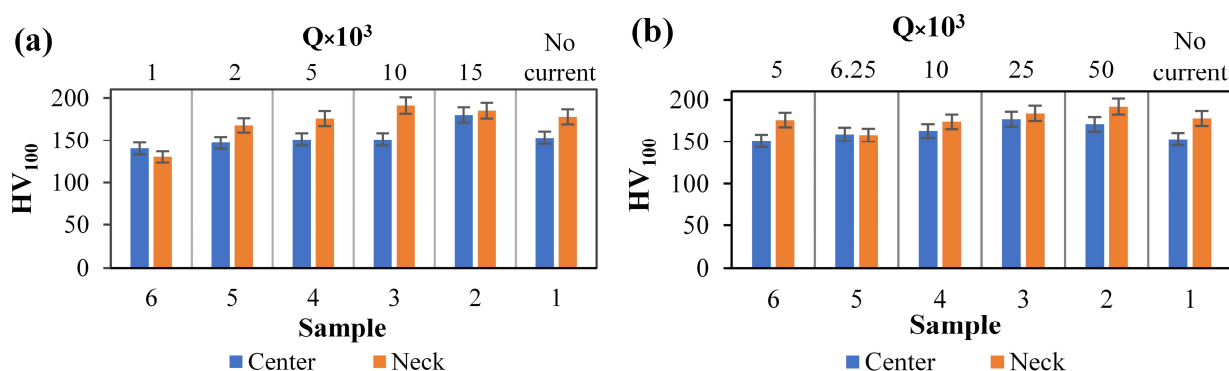 (a)
Q×10³
No
current
1 2 5 10 15
HV₁₀₀
200
150
100
50
0
6 5 4 3 2 1
Sample
Center Neck
(b)
Q×10³
No
current
5 6.25 10 25 50
HV₁₀₀
200
150
100
50
0
6 5 4 3 2 1
Sample
Center Neck